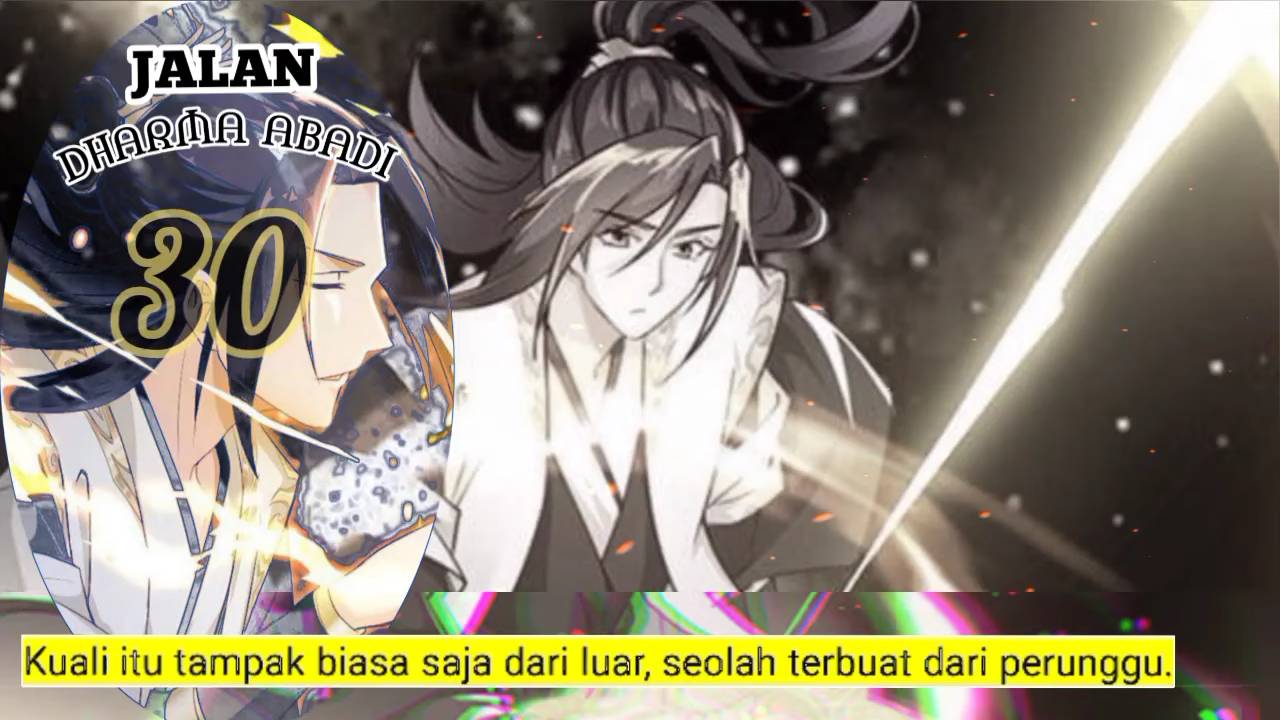 JALAN
DHARMA ABADI
30
Kuali itu tampak biasa saja dari luar, seolah terbuat dari perunggu.